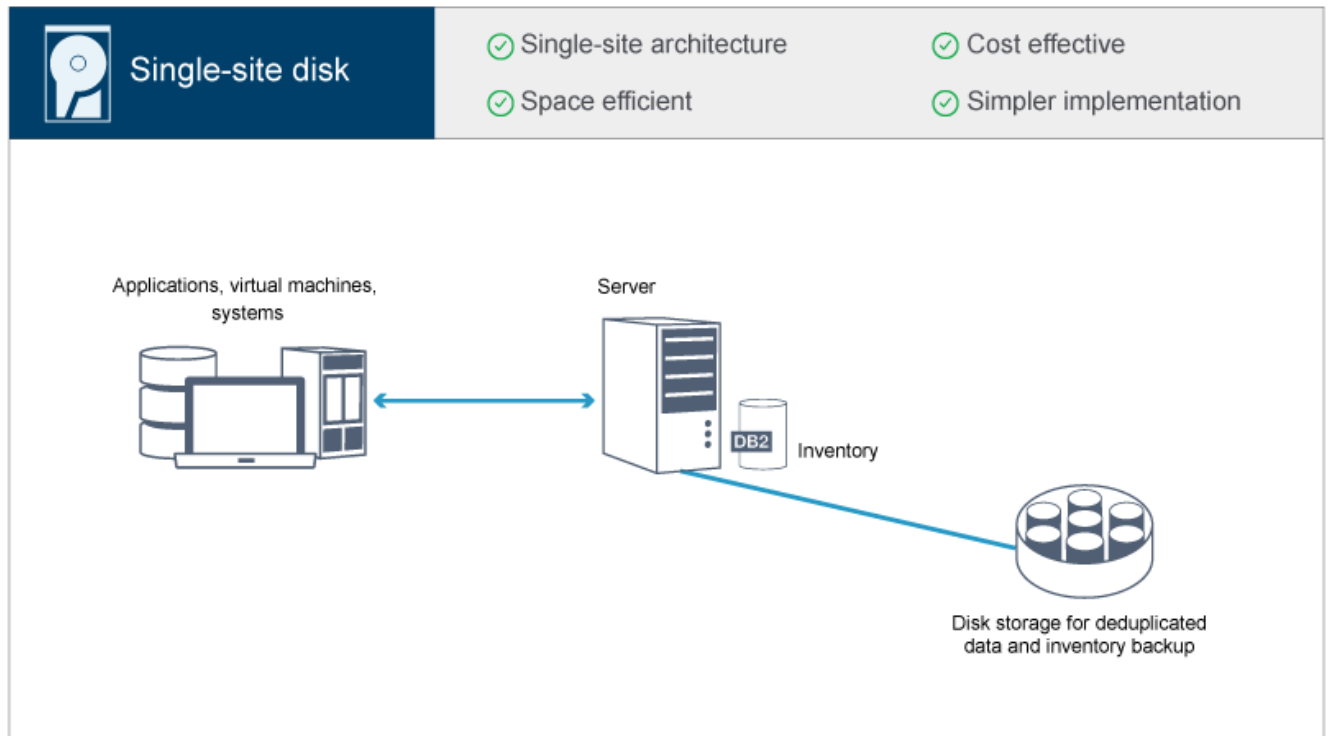 Single-site disk
Single-site architecture
Cost effective
Space efficient
Simpler implementation
Applications, virtual machines,
systems
Server
DB2
Inventory
Disk storage for deduplicated
data and inventory backup